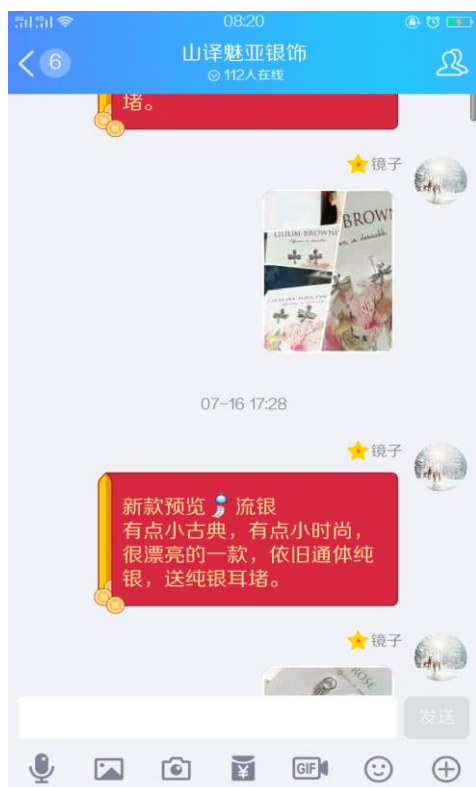 08:20
6
山译魅亚银饰
112人在线
堵。
镜子
BROWN
LILIUM BROWNE
07-16 17:28
镜子
新款预览 流银
有点小古典，有点小时尚，
很漂亮的一款，依旧通体纯
银，送纯银耳堵。
镜子
ROSE
发送
GIF